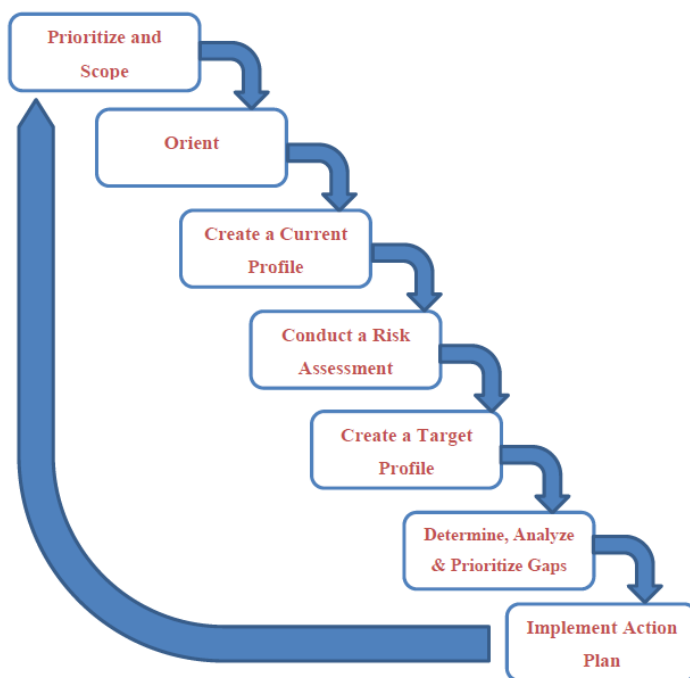 Prioritize and
Scope
Orient
Create a Current
Profile
Conduct a Risk
Assessment
Create a Target
Profile
Determine, Analyze
& Prioritize Gaps
Implement Action
Plan